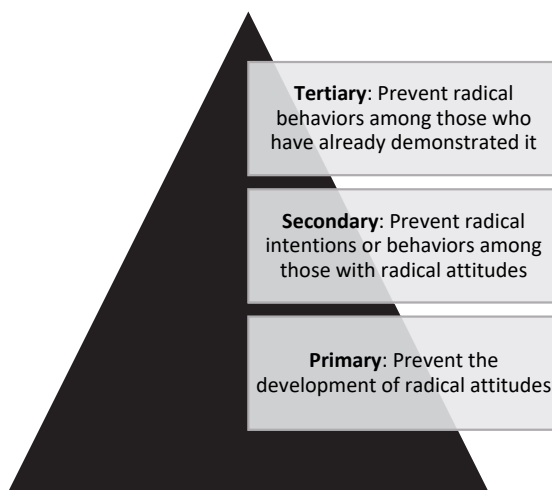 Tertiary: Prevent radical
behaviors among those who
have already demonstrated it
Secondary: Prevent radical
intentions or behaviors among
those with radical attitudes
Primary: Prevent the
development of radical attitudes